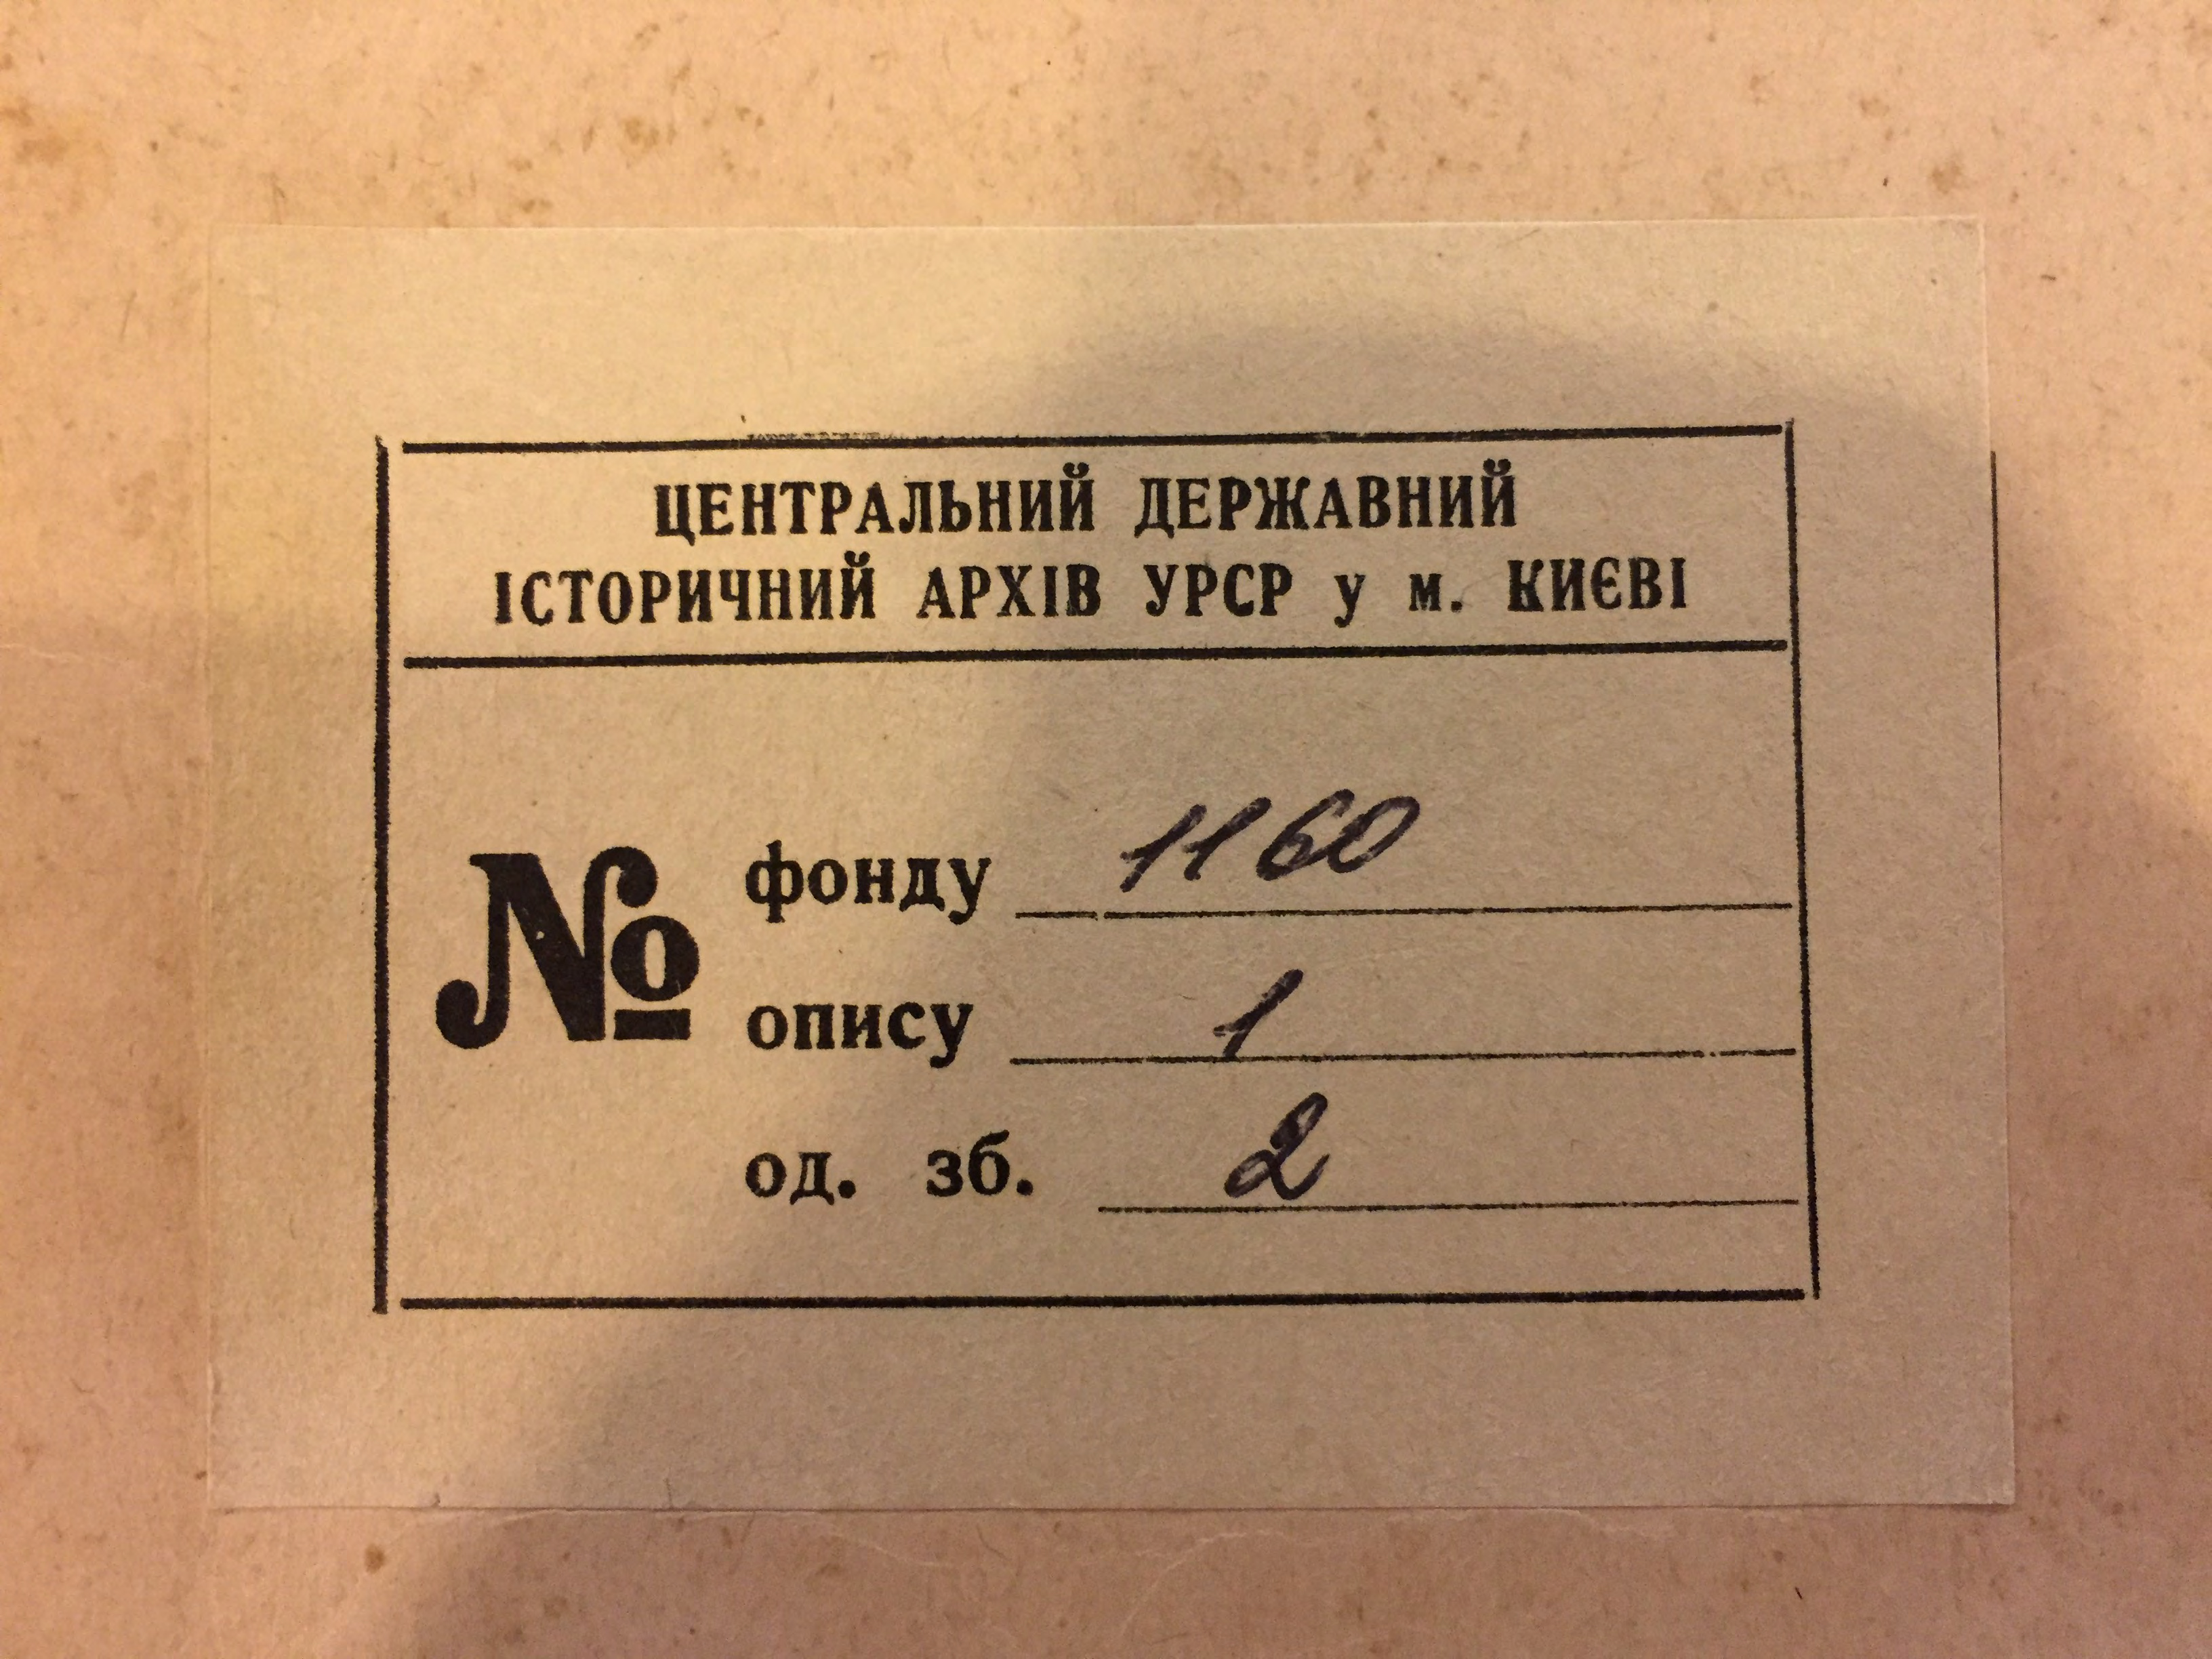 ЦЕНТРАЛЬНИЙ ДЕРЖАВНИЙ
ІСТОРИЧНИЙ АРХІВ УРСР у м. КИЄВІ
№ фонду 1160
опису 1
од. зб. 2